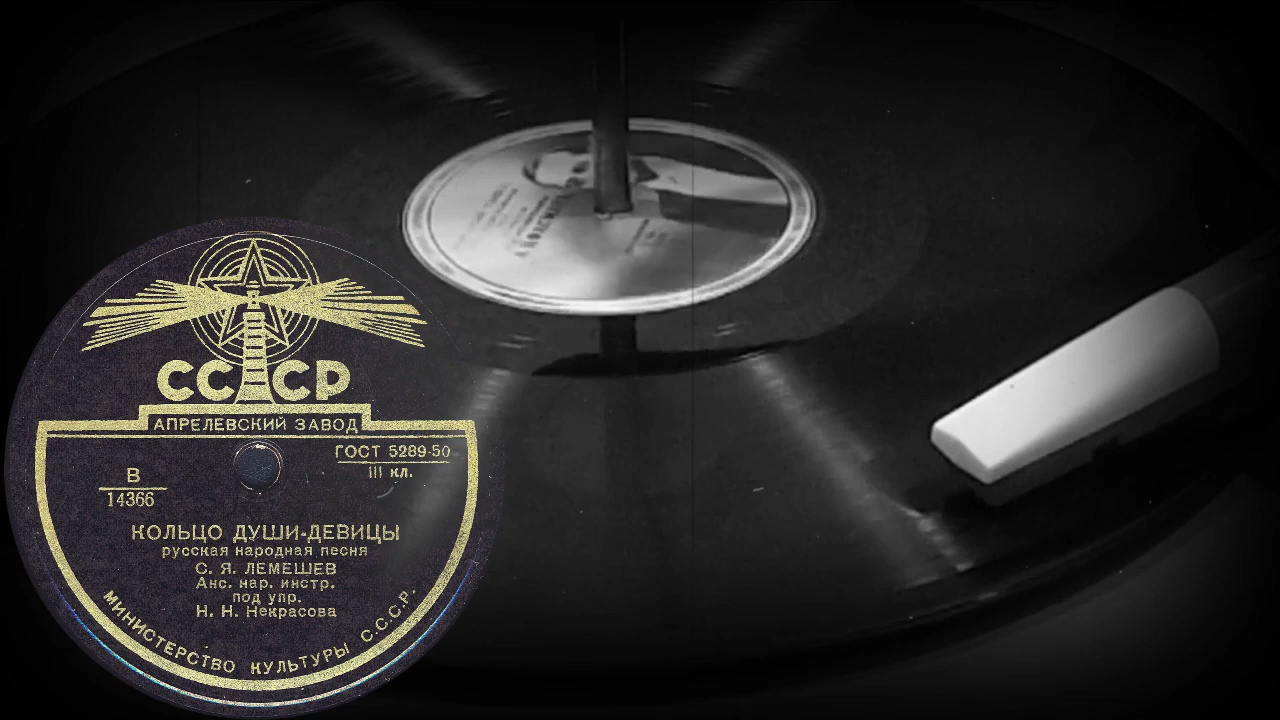 СССР
АПРЕЛЕВСКИЙ ЗАВОД
ГОСТ 5289-50
III кл.
В
14366
КОЛЬЦО ДУШИ-ДЕВИЦЫ
русская народная песня
С. Я. ЛЕМЕШЕВ
Анс. нар. инстр.
под упр.
Н. Н. Некрасова
МИНИСТЕРСТВО КУЛЬТУРЫ С.С.С.Р.